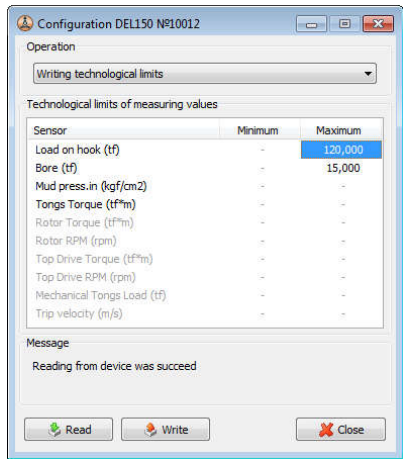 Configuration DEL150 №10012
Operation
Writing technological limits
Technological limits of measuring values
Sensor Minimum Maximum
Load on hook (tf) - 120,000
Bore (tf) - 15,000
Mud press.in (kgf/cm2) - -
Tongs Torque (tf*m) - -
Rotor Torque (tf*m) - -
Rotor RPM (rpm) - -
Top Drive Torque (tf*m) - -
Top Drive RPM (rpm) - -
Mechanical Tongs Load (tf) - -
Trip velocity (m/s) - -
Message
Reading from device was succeed
Read Write Close